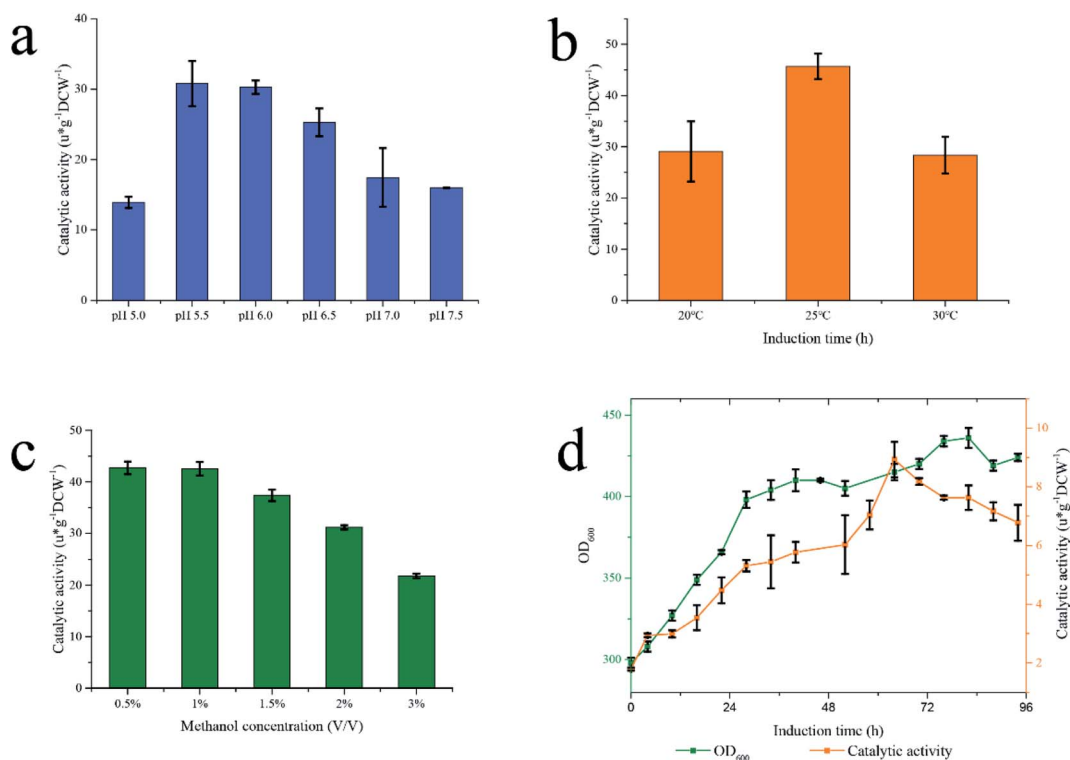 a
Catalytic activity (u*g⁻¹DCW⁻¹)
40
30
20
10
0
pH 5.0 pH 5.5 pH 6.0 pH 6.5 pH 7.0 pH 7.5
b
Catalytic activity (u*g⁻¹DCW⁻¹)
50
40
30
20
10
0
20°C 25°C 30°C
Induction time (h)
c
Catalytic activity (u*g⁻¹DCW⁻¹)
50
40
30
20
10
0
0.5% 1% 1.5% 2% 3%
Methanol concentration (V/V)
d
OD₆₀₀
450
400
350
300
0 24 48 72 96
Induction time (h)
10
8
6
4
2
Catalytic activity (u*g⁻¹DCW⁻¹)
OD₆₀₀ Catalytic activity